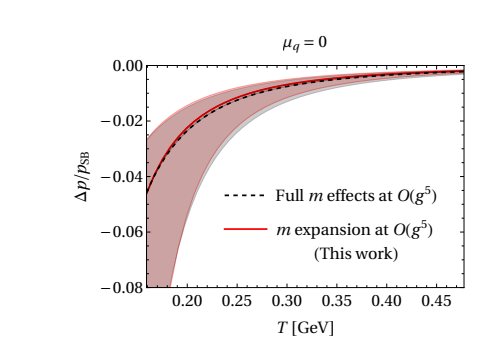 μq = 0
0.00
−0.02
−0.04
−0.06
−0.08
Δp/pSB
Full m effects at O(g⁵)
m expansion at O(g⁵)
(This work)
0.20 0.25 0.30 0.35 0.40 0.45
T [GeV]